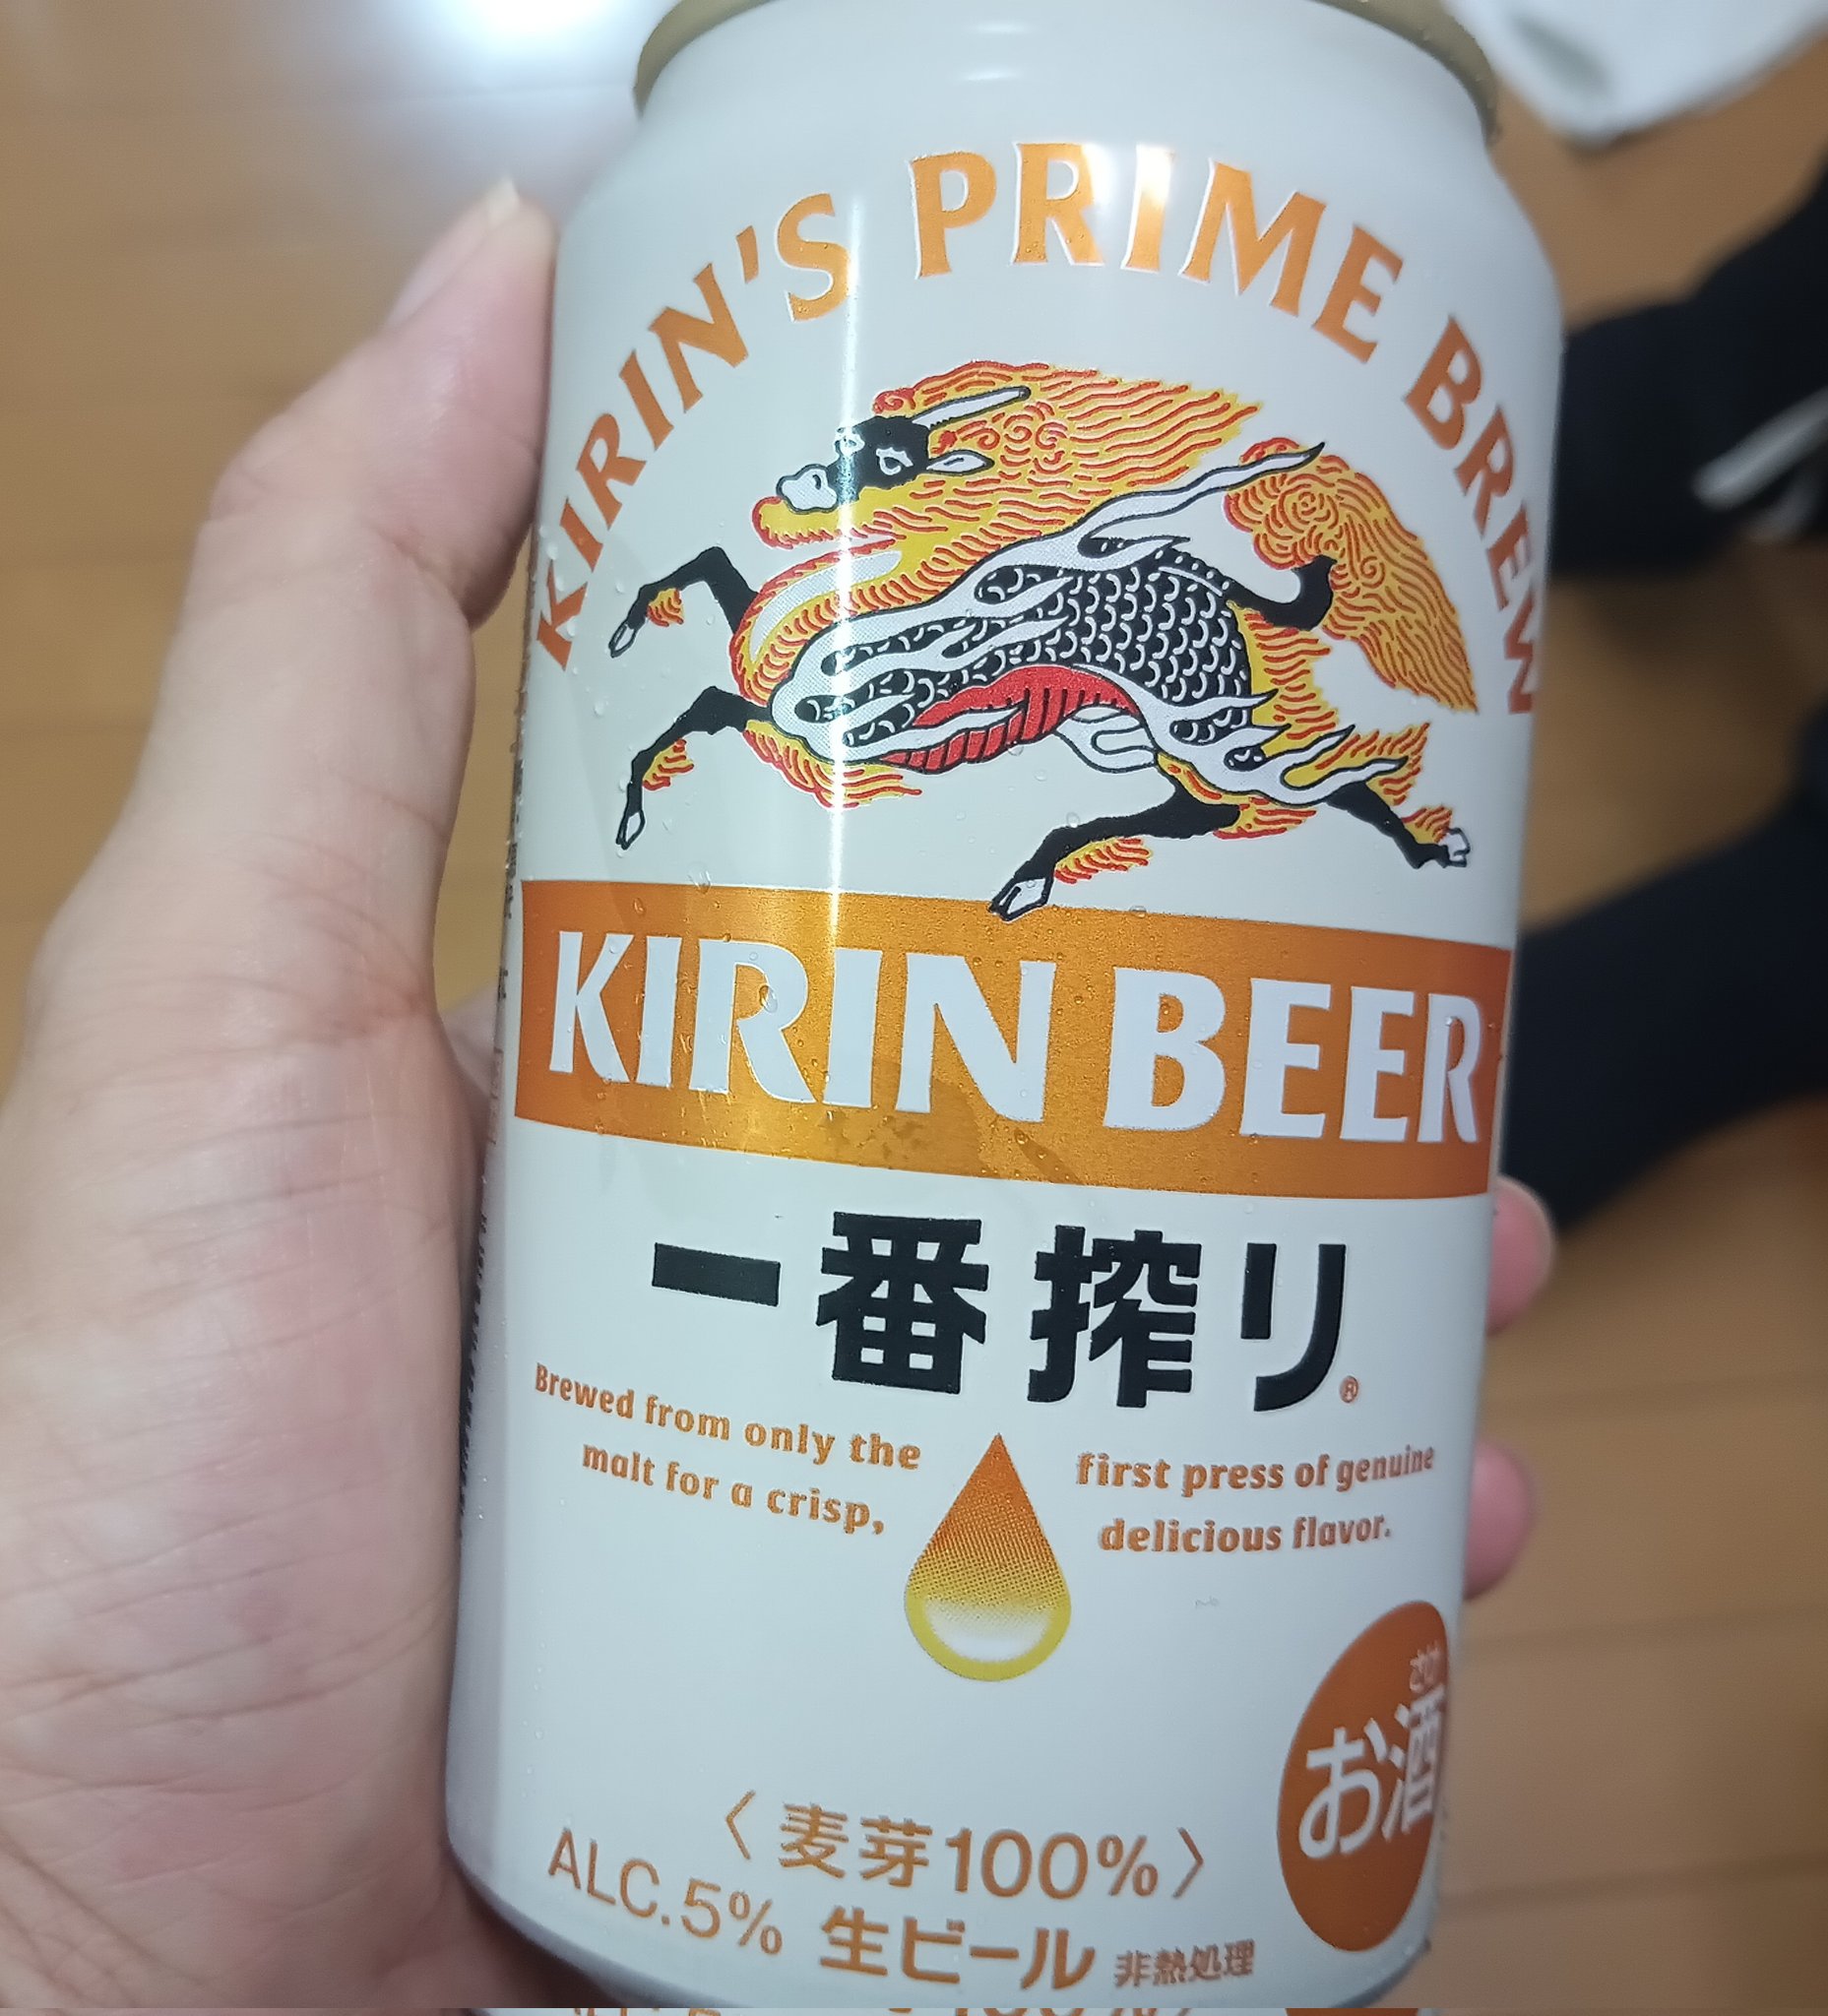 KIRIN'S PRIME BREW
KIRIN BEER
一番搾り®
Brewed from only the first press of genuine
malt for a crisp, delicious flavor.
さけ
お酒
〈麦芽100%〉
ALC.5% 生ビール 非熱処理